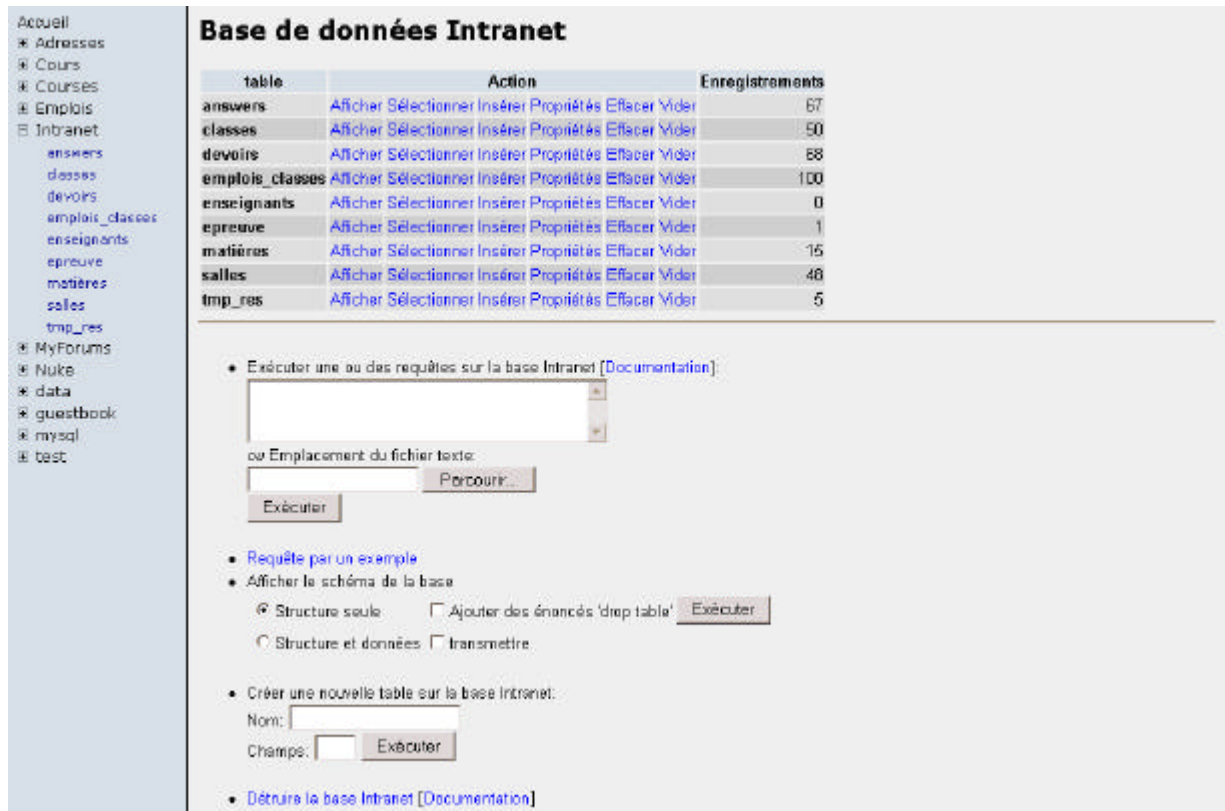 Accueil
Adresses
Cours
Courses
Emplois
Intranet
answers
classes
devoirs
emplois_classes
enseignants
epreuve
matières
salles
tmp_res
MyForums
Nuke
data
guestbook
mysql
test
Base de données Intranet
table Action Enregistrements
answers Afficher Sélectionner Insérer Propriétés Effacer Vider 67
classes Afficher Sélectionner Insérer Propriétés Effacer Vider 50
devoirs Afficher Sélectionner Insérer Propriétés Effacer Vider 68
emplois_classes Afficher Sélectionner Insérer Propriétés Effacer Vider 100
enseignants Afficher Sélectionner Insérer Propriétés Effacer Vider 0
epreuve Afficher Sélectionner Insérer Propriétés Effacer Vider 1
matières Afficher Sélectionner Insérer Propriétés Effacer Vider 15
salles Afficher Sélectionner Insérer Propriétés Effacer Vider 48
tmp_res Afficher Sélectionner Insérer Propriétés Effacer Vider 5
• Exécuter une ou des requêtes sur la base Intranet [Documentation]:
ou Emplacement du fichier texte:
Parcourir...
Exécuter
• Requête par un exemple
• Afficher le schéma de la base
Structure seule Ajouter des énoncés 'drop table' Exécuter
Structure et données transmettre
• Créer une nouvelle table sur la base Intranet:
Nom:
Champs: Exécuter
• Détruire la base Intranet [Documentation]